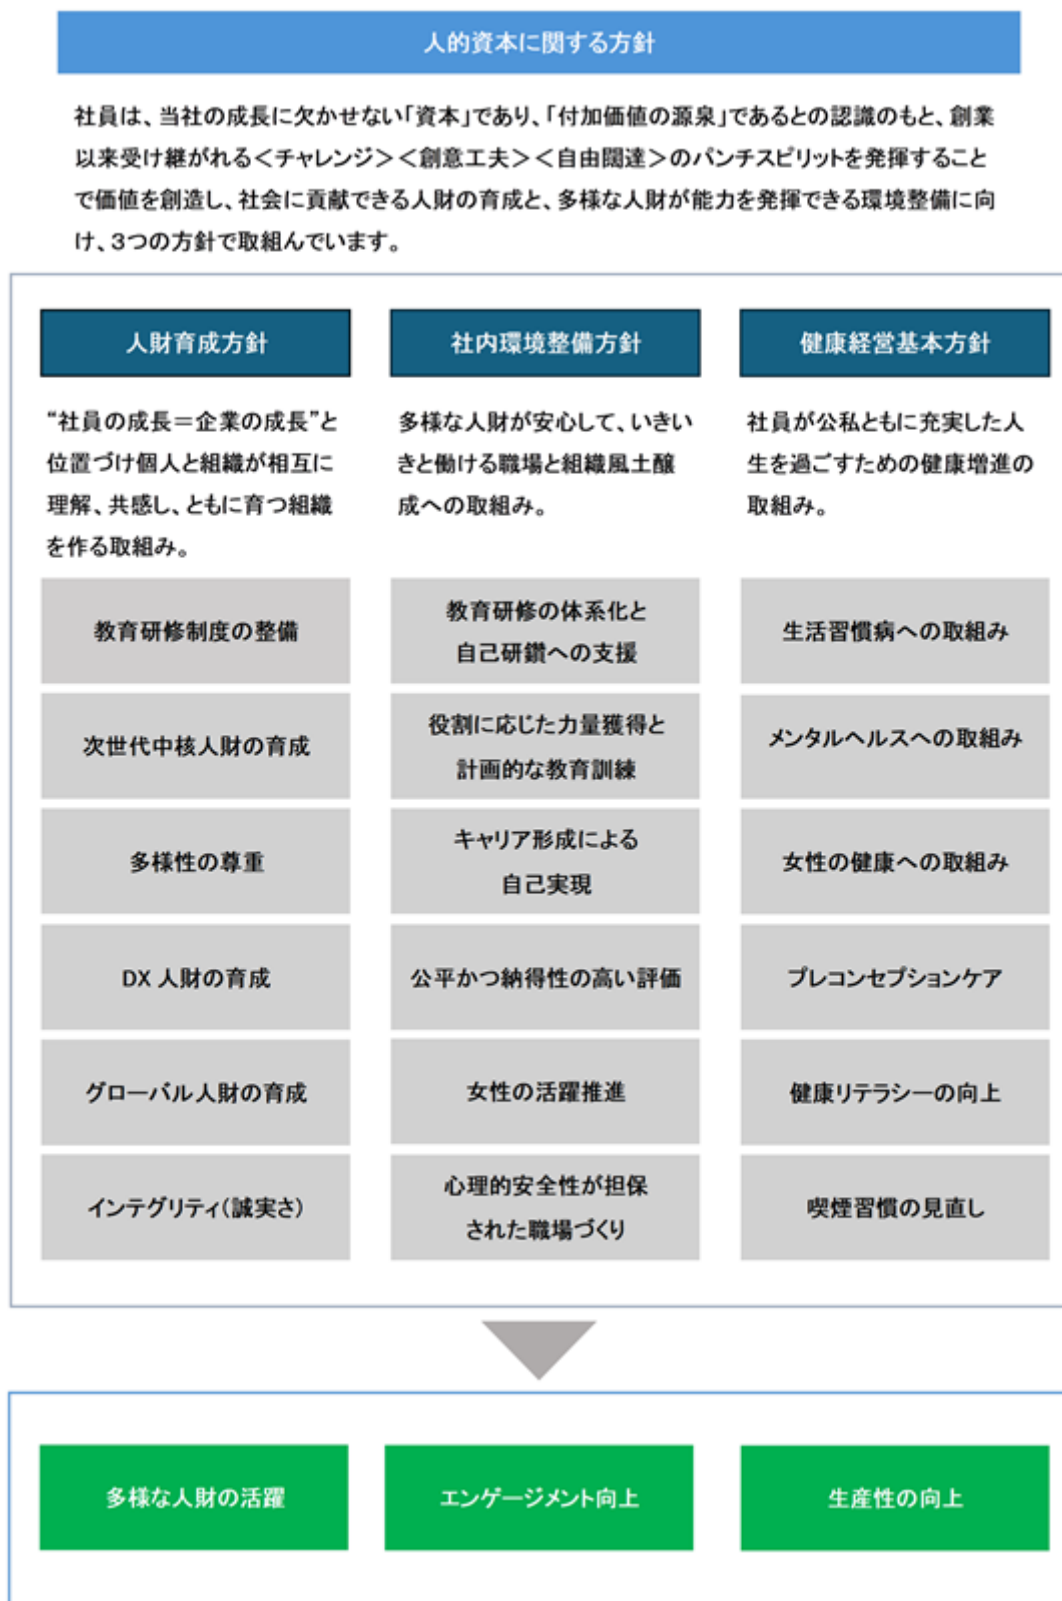 人的資本に関する方針
社員は、当社の成長に欠かせない「資本」であり、「付加価値の源泉」であるとの認識のもと、創業
以来受け継がれる＜チャレンジ＞＜創意工夫＞＜自由闊達＞のパンチスピリットを発揮すること
で価値を創造し、社会に貢献できる人財の育成と、多様な人財が能力を発揮できる環境整備に向
け、３つの方針で取組んでいます。
人財育成方針
“社員の成長＝企業の成長”と
位置づけ個人と組織が相互に
理解、共感し、ともに育つ組織
を作る取組み。
教育研修制度の整備
次世代中核人財の育成
多様性の尊重
DX 人財の育成
グローバル人財の育成
インテグリティ（誠実さ）
社内環境整備方針
多様な人財が安心して、いきい
きと働ける職場と組織風土醸
成への取組み。
教育研修の体系化と
自己研鑽への支援
役割に応じた力量獲得と
計画的な教育訓練
キャリア形成による
自己実現
公平かつ納得性の高い評価
女性の活躍推進
心理的安全性が担保
された職場づくり
健康経営基本方針
社員が公私ともに充実した人
生を過ごすための健康増進の
取組み。
生活習慣病への取組み
メンタルヘルスへの取組み
女性の健康への取組み
プレコンセプションケア
健康リテラシーの向上
喫煙習慣の見直し
多様な人財の活躍
エンゲージメント向上
生産性の向上